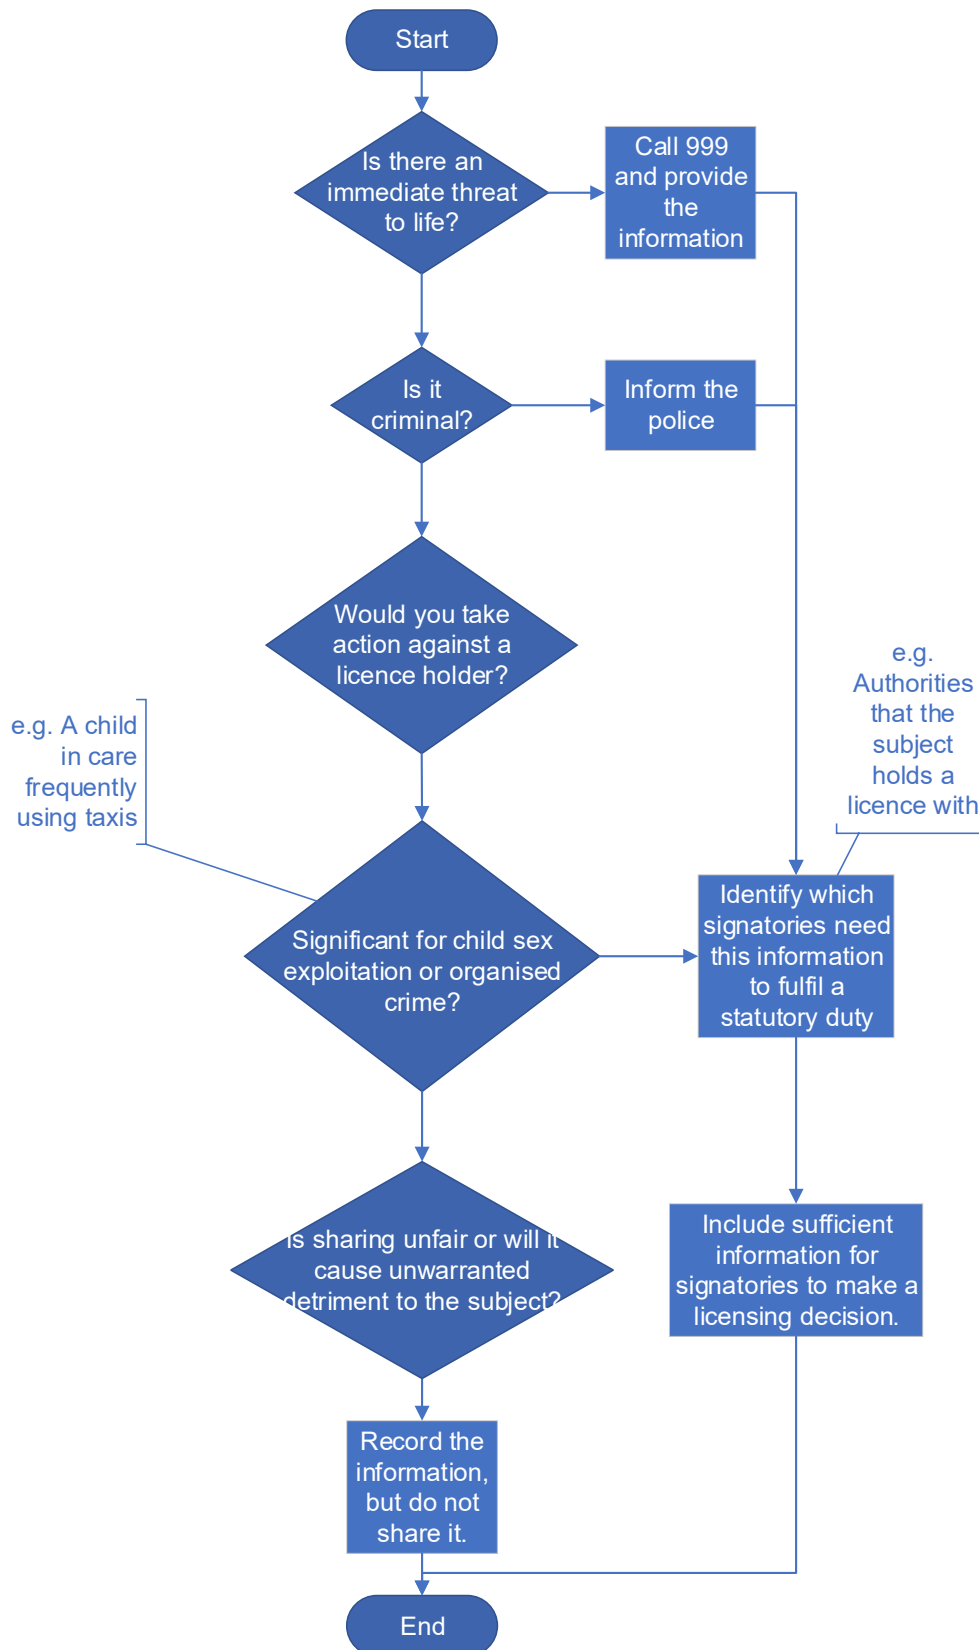 Start
Is there an
immediate threat
to life?
Call 999
and provide
the
information
Is it
criminal?
Inform the
police
Would you take
action against a
licence holder?
e.g.
Authorities
that the
subject
holds a
licence with
e.g. A child
in care
frequently
using taxis
Significant for child sex
exploitation or organised
crime?
Identify which
signatories need
this information
to fulfil a
statutory duty
Is sharing unfair or will it
cause unwarranted
detriment to the subject?
Include sufficient
information for
signatories to make a
licensing decision.
Record the
information,
but do not
share it.
End